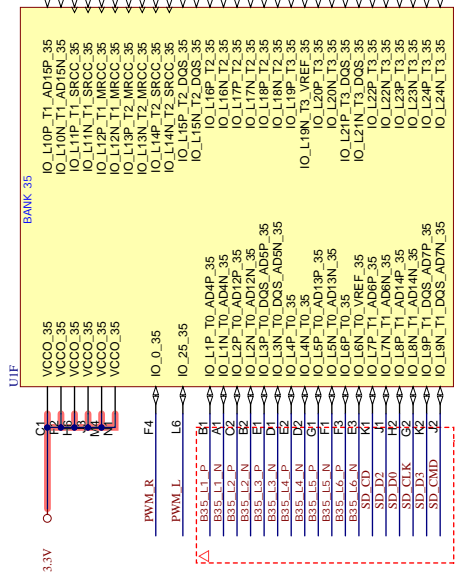 U1F
BANK 35
IO_L10P_T1_AD15P_35
IO_L10N_T1_AD15N_35
IO_L11P_T1_SRCC_35
IO_L11N_T1_SRCC_35
IO_L12P_T1_MRCC_35
IO_L12N_T1_MRCC_35
IO_L13P_T2_MRCC_35
IO_L13N_T2_MRCC_35
IO_L14P_T2_SRCC_35
IO_L14N_T2_SRCC_35
IO_L15P_T2_DQS_35
IO_L15N_T2_DQS_35
IO_L16P_T2_35
IO_L16N_T2_35
IO_L17P_T2_35
IO_L17N_T2_35
IO_L18P_T2_35
IO_L18N_T2_35
IO_L19P_T3_35
IO_L19N_T3_VREF_35
IO_L20P_T3_35
IO_L20N_T3_35
IO_L21P_T3_DQS_35
IO_L21N_T3_DQS_35
IO_L22P_T3_35
IO_L22N_T3_35
IO_L23P_T3_35
IO_L23N_T3_35
IO_L24P_T3_35
IO_L24N_T3_35
3.3V
C1 VCCO_35
VCCO_35
VCCO_35
VCCO_35
M4 VCCO_35
N1 VCCO_35
PWM_R F4 IO_0_35
PWM_L L6 IO_25_35
B35_L1_P B1 IO_L1P_T0_AD4P_35
B35_L1_N A1 IO_L1N_T0_AD4N_35
B35_L2_P C2 IO_L2P_T0_AD12P_35
B35_L2_N B2 IO_L2N_T0_AD12N_35
B35_L3_P E1 IO_L3P_T0_DQS_AD5P_35
B35_L3_N D1 IO_L3N_T0_DQS_AD5N_35
B35_L4_P E2 IO_L4P_T0_35
B35_L4_N D2 IO_L4N_T0_35
B35_L5_P G1 IO_L5P_T0_AD13P_35
B35_L5_N F1 IO_L5N_T0_AD13N_35
B35_L6_P F3 IO_L6P_T0_35
B35_L6_N E3 IO_L6N_T0_VREF_35
SD_CD K1 IO_L7P_T1_AD6P_35
SD_D2 J1 IO_L7N_T1_AD6N_35
SD_D0 H2 IO_L8P_T1_AD14P_35
SD_CLK G2 IO_L8N_T1_AD14N_35
SD_D3 K2 IO_L9P_T1_DQS_AD7P_35
SD_CMD J2 IO_L9N_T1_DQS_AD7N_35